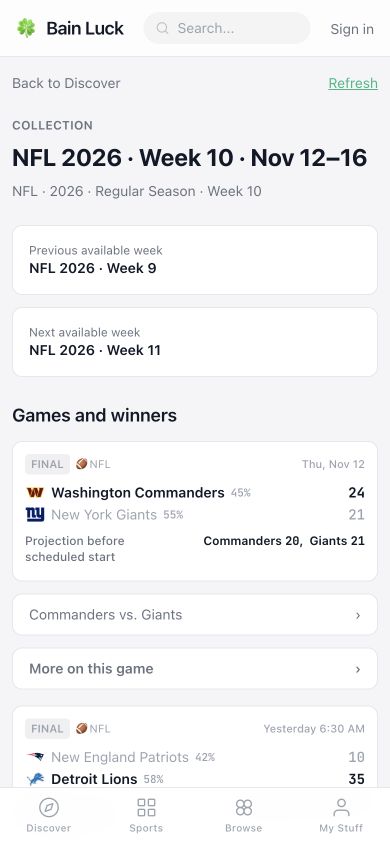 Bain Luck
Search...
Sign in
Back to Discover
Refresh
COLLECTION
NFL 2026 · Week 10 · Nov 12–16
NFL · 2026 · Regular Season · Week 10
Previous available week
NFL 2026 · Week 9
Next available week
NFL 2026 · Week 11
Games and winners
FINAL 🏈 NFL Thu, Nov 12
Washington Commanders 45% 24
New York Giants 55% 21
Projection before scheduled start
Commanders 20, Giants 21
Commanders vs. Giants ›
More on this game ›
FINAL 🏈 NFL Yesterday 6:30 AM
New England Patriots 42% 10
Detroit Lions 58% 35
Discover
Sports
Browse
My Stuff